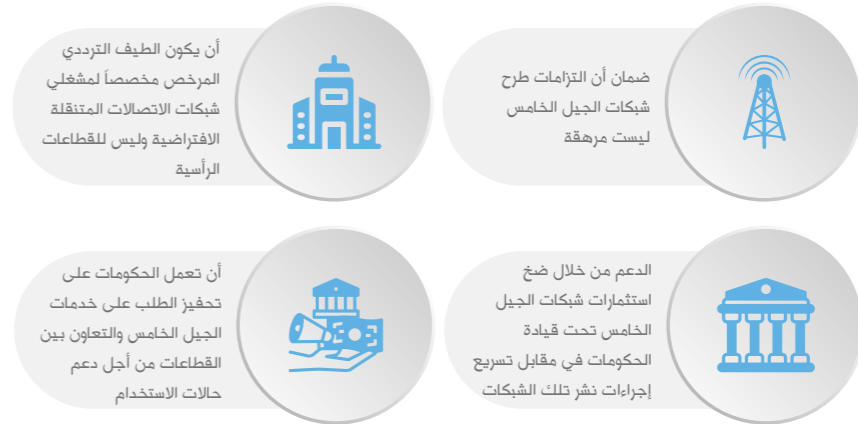 ضمان أن التزامات طرح
شبكات الجيل الخامس
ليست مرهقة
أن يكون الطيف الترددي
المرخص مخصصاً لمشغلي
شبكات الاتصالات المتنقلة
الافتراضية وليس للقطاعات
الرأسية
الدعم من خلال ضخ
استثمارات شبكات الجيل
الخامس تحت قيادة
الحكومات في مقابل تسريع
إجراءات نشر تلك الشبكات
أن تعمل الحكومات على
تحفيز الطلب على خدمات
الجيل الخامس والتعاون بين
القطاعات من أجل دعم
حالات الاستخدام